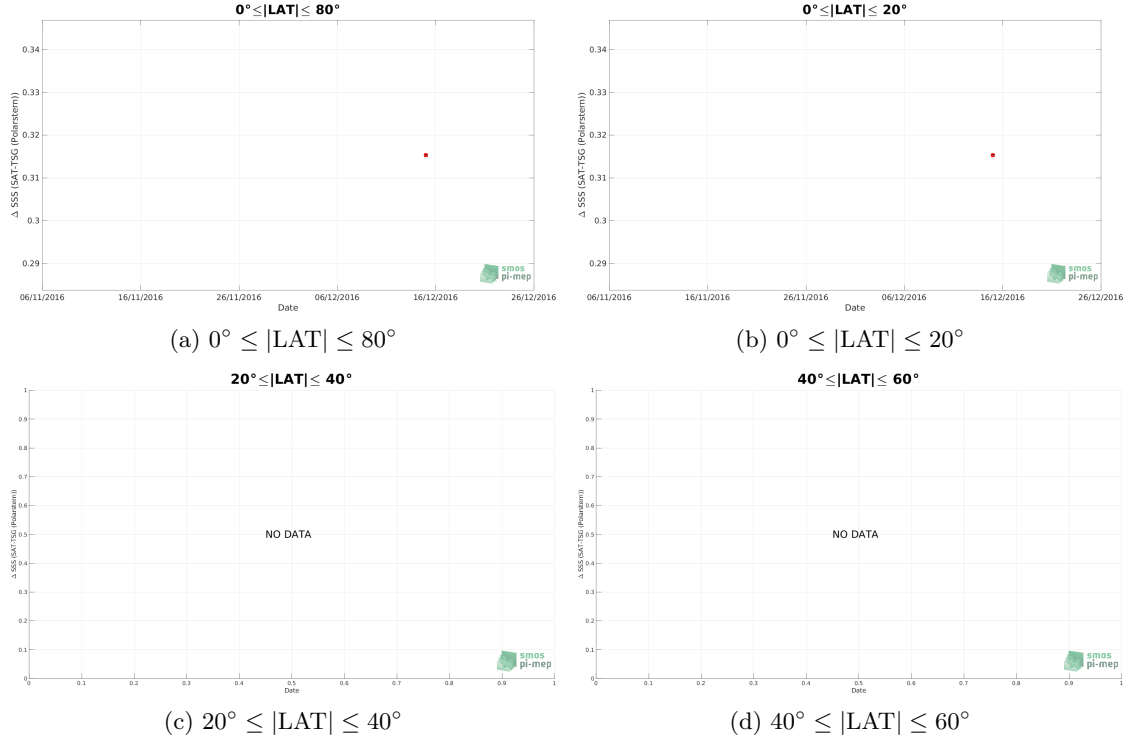 0°≤|LAT|≤ 80°
Δ SSS (SAT-TSG (Polarstern))
0.34
0.33
0.32
0.31
0.3
0.29
06/11/2016 16/11/2016 26/11/2016 06/12/2016 16/12/2016 26/12/2016
Date
smos
pi-mep
(a) 0° ≤ |LAT| ≤ 80°
0°≤|LAT|≤ 20°
Δ SSS (SAT-TSG (Polarstern))
0.34
0.33
0.32
0.31
0.3
0.29
06/11/2016 16/11/2016 26/11/2016 06/12/2016 16/12/2016 26/12/2016
Date
smos
pi-mep
(b) 0° ≤ |LAT| ≤ 20°
20°≤|LAT|≤ 40°
Δ SSS (SAT-TSG (Polarstern))
1
0.9
0.8
0.7
0.6
0.5
0.4
0.3
0.2
0.1
0
NO DATA
0 0.1 0.2 0.3 0.4 0.5 0.6 0.7 0.8 0.9 1
Date
smos
pi-mep
(c) 20° ≤ |LAT| ≤ 40°
40°≤|LAT|≤ 60°
Δ SSS (SAT-TSG (Polarstern))
1
0.9
0.8
0.7
0.6
0.5
0.4
0.3
0.2
0.1
0
NO DATA
0 0.1 0.2 0.3 0.4 0.5 0.6 0.7 0.8 0.9 1
Date
smos
pi-mep
(d) 40° ≤ |LAT| ≤ 60°